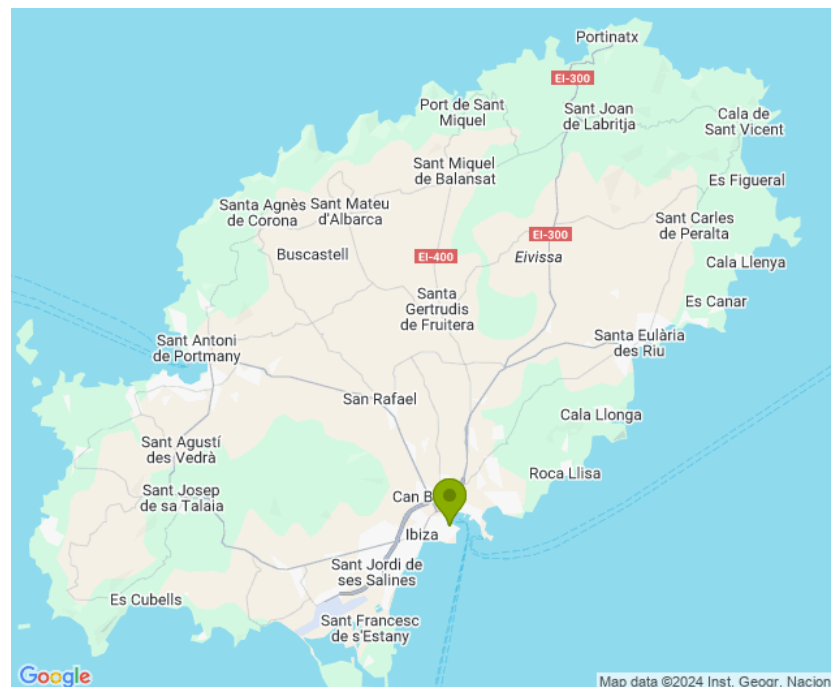 Portinatx
EI-300
Port de Sant
Miquel
Sant Joan
de Labritja
Cala de
Sant Vicent
Sant Miquel
de Balansat
Es Figueral
Santa Agnès
de Corona
Sant Mateu
d'Albarca
Sant Carles
de Peralta
EI-300
Buscastell
EI-400
Eivissa
Cala Llenya
Santa
Gertrudis
de Fruitera
Es Canar
Sant Antoni
de Portmany
Santa Eulària
des Riu
San Rafael
Cala Llonga
Sant Agustí
des Vedrà
Roca Llisa
Sant Josep
de sa Talaia
Can B
Ibiza
Sant Jordi de
ses Salines
Es Cubells
Sant Francesc
de s'Estany
Google
Map data ©2024 Inst. Geogr. Nacion